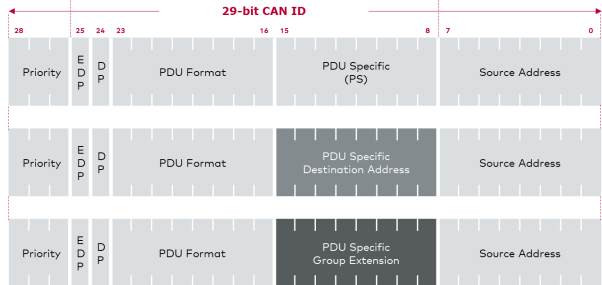 29-bit CAN ID
28 25 24 23 16 15 8 7 0
Priority
E
D
P
D
P
PDU Format
PDU Specific
(PS)
Source Address
Priority
E
D
P
D
P
PDU Format
PDU Specific
Destination Address
Source Address
Priority
E
D
P
D
P
PDU Format
PDU Specific
Group Extension
Source Address